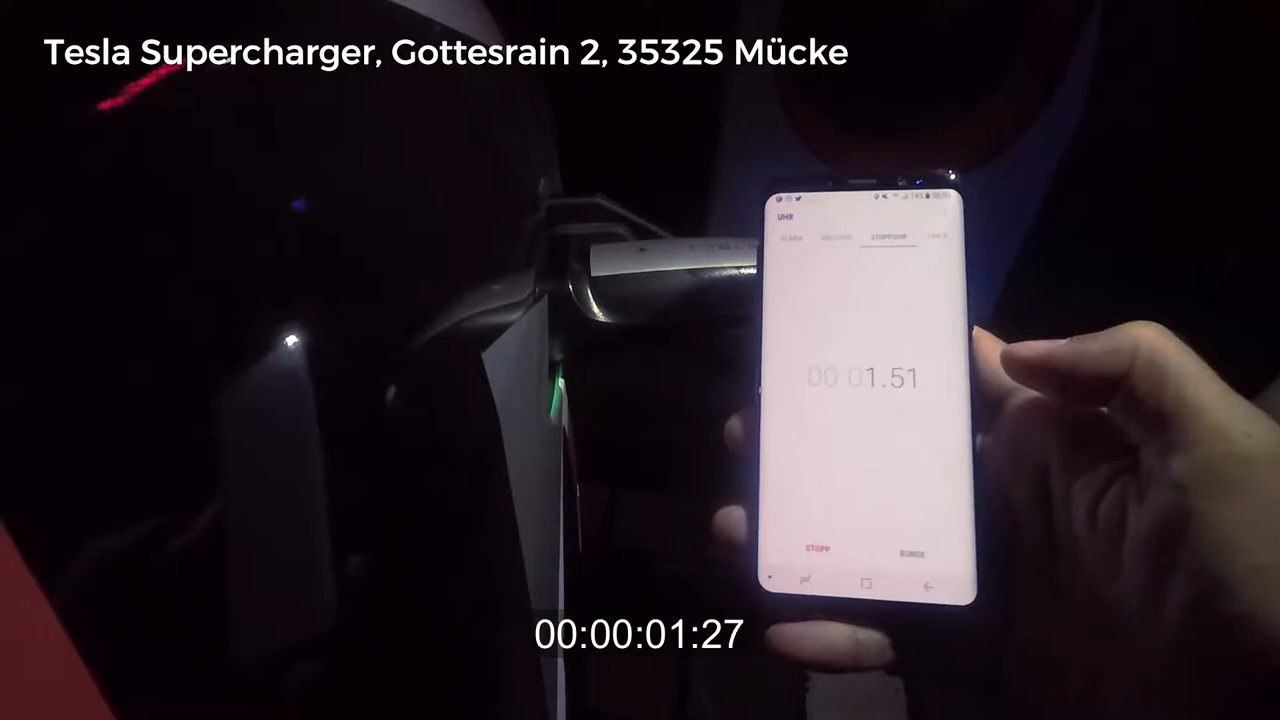 Tesla Supercharger, Gottesrain 2, 35325 Mücke
UHR
STOPPUHR
00 01.51
STOPP
RUNDE
00:00:01:27